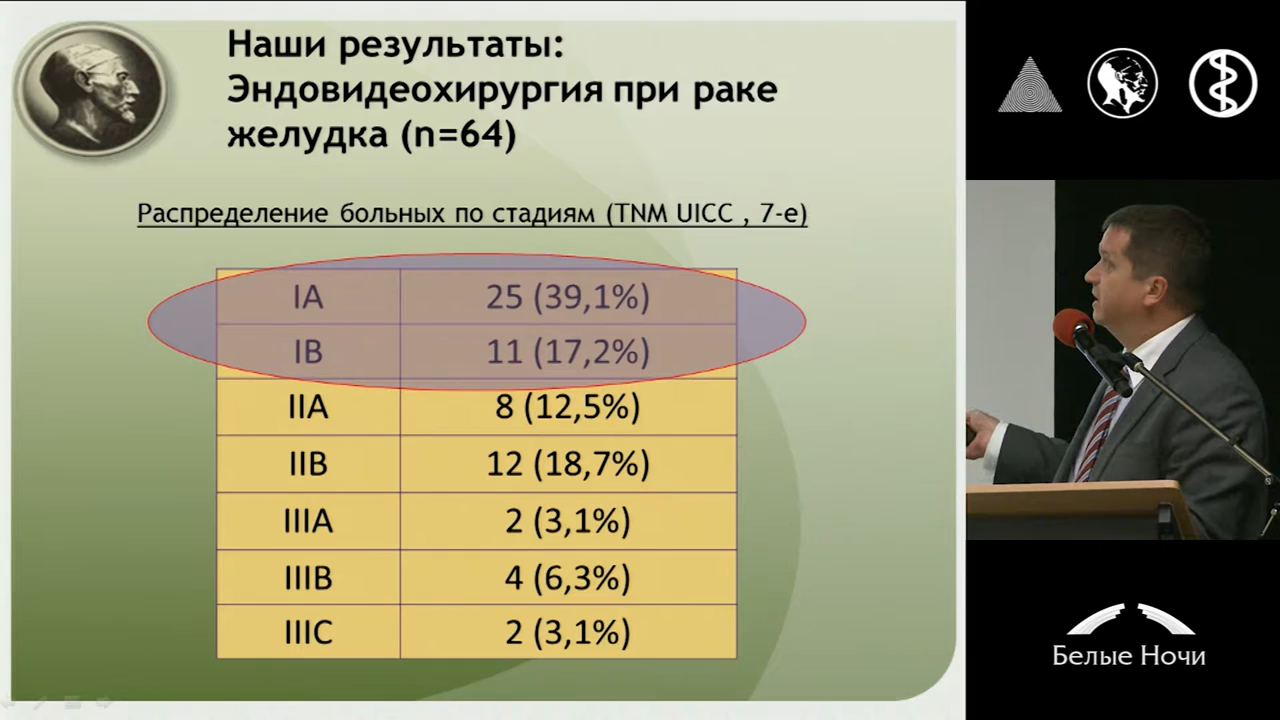 Наши результаты:
Эндовидеохирургия при раке
желудка (n=64)
Распределение больных по стадиям (TNM UICC , 7-е)
IA 25 (39,1%)
IB 11 (17,2%)
IIA 8 (12,5%)
IIB 12 (18,7%)
IIIA 2 (3,1%)
IIIB 4 (6,3%)
IIIC 2 (3,1%)
Белые Ночи